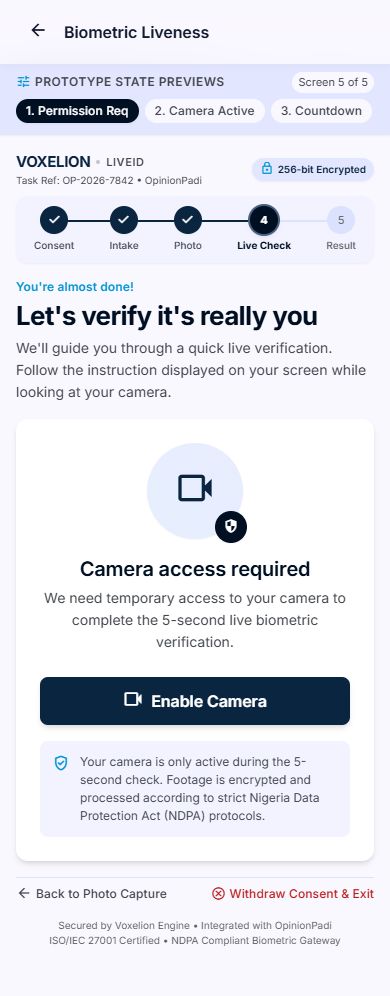 Biometric Liveness
PROTOTYPE STATE PREVIEWS
Screen 5 of 5
1. Permission Req
2. Camera Active
3. Countdown
VOXELION • LIVEID
Task Ref: OP-2026-7842 • OpinionPadi
256-bit Encrypted
4
5
Consent
Intake
Photo
Live Check
Result
You're almost done!
Let's verify it's really you
We'll guide you through a quick live verification.
Follow the instruction displayed on your screen while
looking at your camera.
Camera access required
We need temporary access to your camera to
complete the 5-second live biometric
verification.
Enable Camera
Your camera is only active during the 5-
second check. Footage is encrypted and
processed according to strict Nigeria Data
Protection Act (NDPA) protocols.
Back to Photo Capture
Withdraw Consent & Exit
Secured by Voxelion Engine • Integrated with OpinionPadi
ISO/IEC 27001 Certified • NDPA Compliant Biometric Gateway